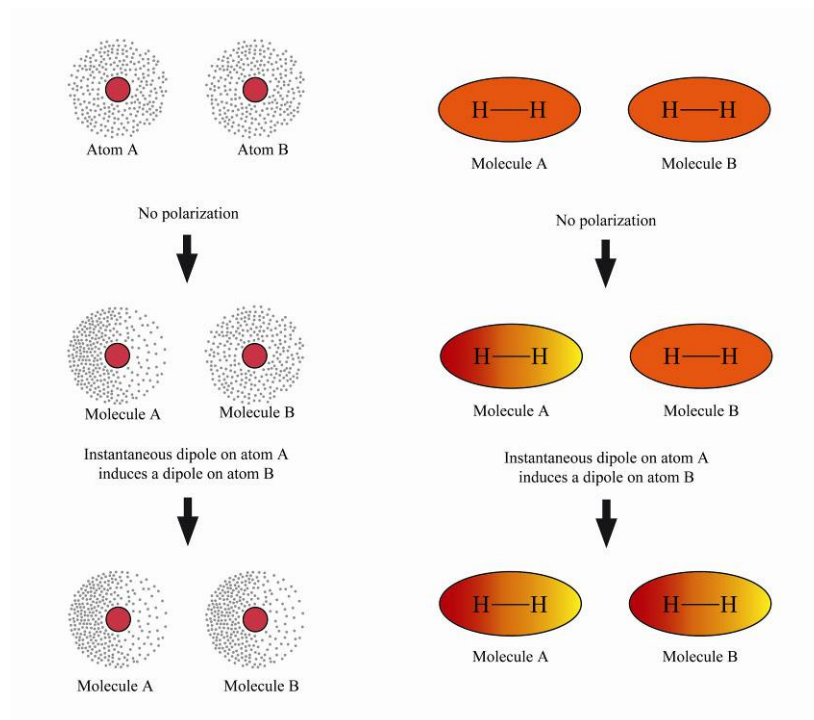 Atom A
Atom B
No polarization
Molecule A
Molecule B
Instantaneous dipole on atom A
induces a dipole on atom B
Molecule A
Molecule B
H—H
H—H
Molecule A
Molecule B
No polarization
H—H
H—H
Molecule A
Molecule B
Instantaneous dipole on atom A
induces a dipole on atom B
H—H
H—H
Molecule A
Molecule B